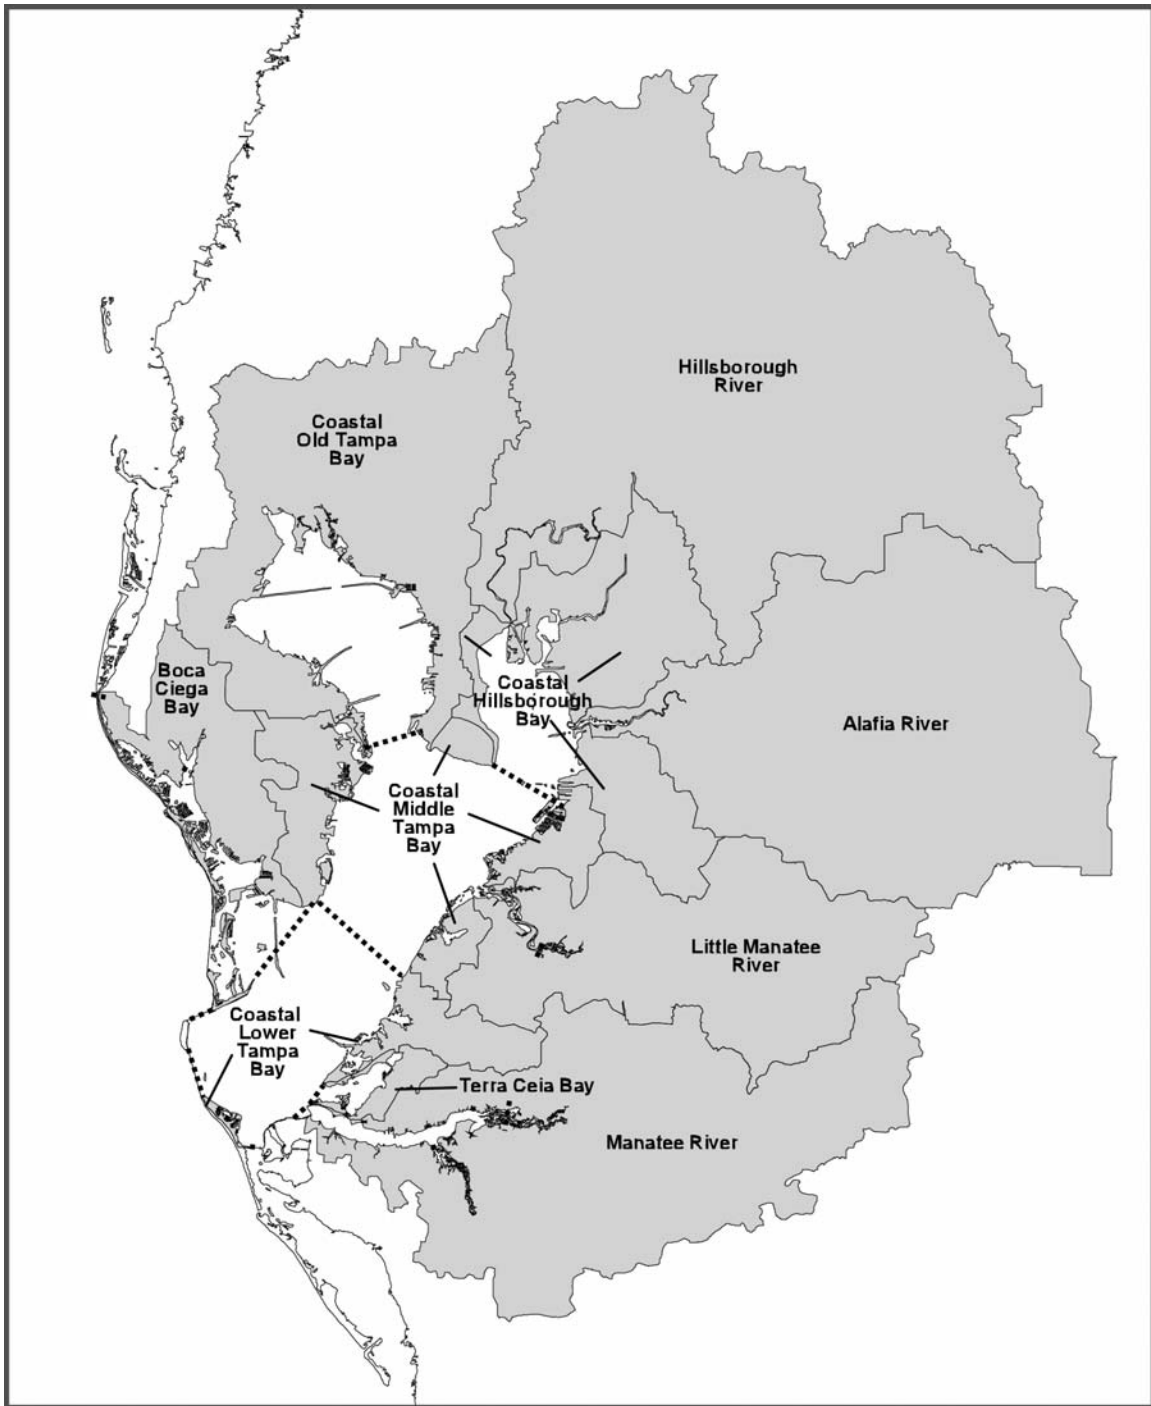 Hillsborough
River
Coastal
Old Tampa
Bay
Boca
Ciega
Bay
Coastal
Hillsborough
Bay
Alafia River
Coastal
Middle
Tampa
Bay
Little Manatee
River
Coastal
Lower
Tampa
Bay
Terra Ceia Bay
Manatee River